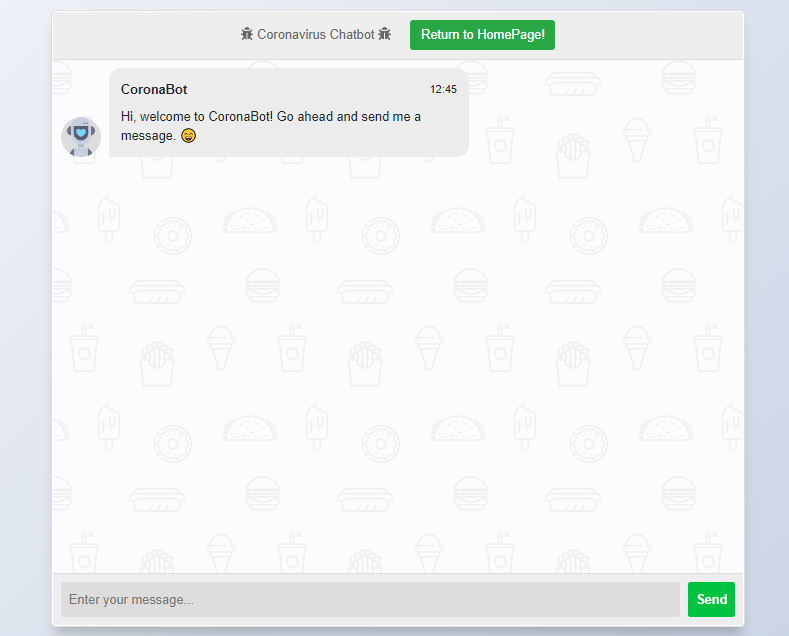 Coronavirus Chatbot
Return to HomePage!
CoronaBot
12:45
Hi, welcome to CoronaBot! Go ahead and send me a
message. 😄
Enter your message...
Send